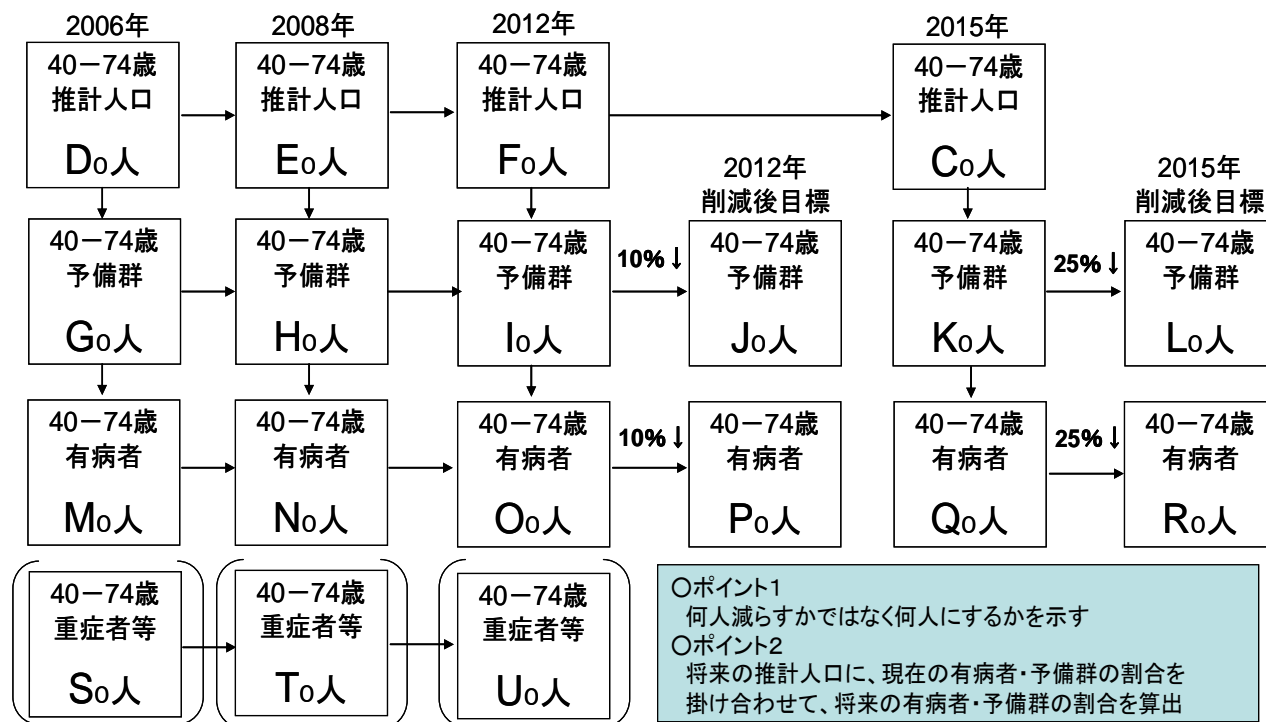 2006年
2008年
2012年
2015年
40－74歳
推計人口
D0人
40－74歳
推計人口
E0人
40－74歳
推計人口
F0人
40－74歳
推計人口
C0人
2012年
削減後目標
2015年
削減後目標
40－74歳
予備群
G0人
40－74歳
予備群
H0人
40－74歳
予備群
I0人
10%↓
40－74歳
予備群
J0人
40－74歳
予備群
K0人
25%↓
40－74歳
予備群
L0人
40－74歳
有病者
M0人
40－74歳
有病者
N0人
40－74歳
有病者
O0人
10%↓
40－74歳
有病者
P0人
40－74歳
有病者
Q0人
25%↓
40－74歳
有病者
R0人
40－74歳
重症者等
S0人
40－74歳
重症者等
T0人
40－74歳
重症者等
U0人
○ポイント1
何人減らすかではなく何人にするかを示す
○ポイント2
将来の推計人口に、現在の有病者・予備群の割合を
掛け合わせて、将来の有病者・予備群の割合を算出